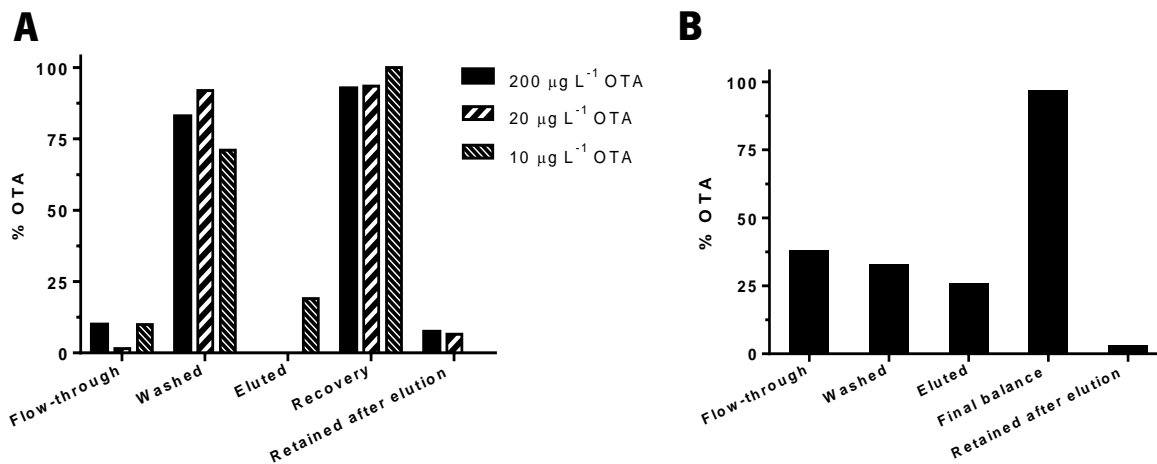 A
% OTA
100
75
50
25
0
Flow-through
Washed
Eluted
Recovery
Retained after elution
200 µg L⁻¹ OTA
20 µg L⁻¹ OTA
10 µg L⁻¹ OTA
B
% OTA
100
75
50
25
0
Flow-through
Washed
Eluted
Final balance
Retained after elution